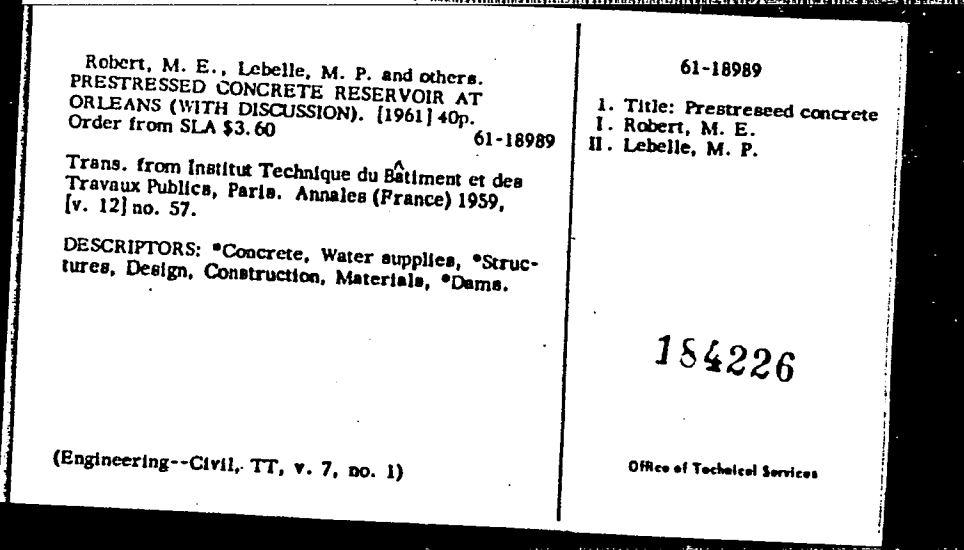 Robert, M. E., Lebelle, M. P. and others.
PRESTRESSED CONCRETE RESERVOIR AT
ORLEANS (WITH DISCUSSION). [1961] 40p.
Order from SLA $3.60
61-18989
Trans. from Institut Technique du Bâtiment et des
Travaux Publics, Paris. Annales (France) 1959,
[v. 12] no. 57.
DESCRIPTORS: *Concrete, Water supplies, *Struc-
tures, Design, Construction, Materials, *Dams.
(Engineering--Civil, TT, v. 7, no. 1)
61-18989
1. Title: Prestreseed concrete
I. Robert, M. E.
II. Lebelle, M. P.
184226
Office of Technical Services